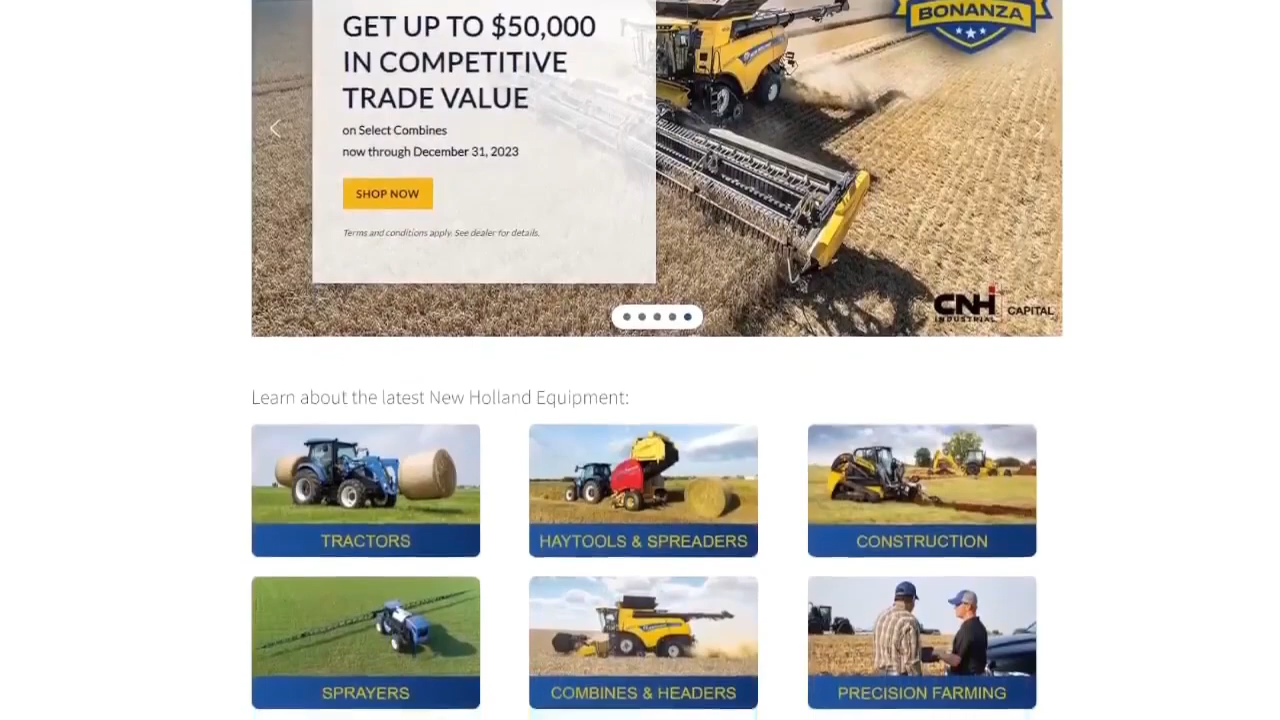 BONANZA
GET UP TO $50,000
IN COMPETITIVE
TRADE VALUE
on Select Combines
now through December 31, 2023
SHOP NOW
Terms and conditions apply. See dealer for details.
CNH
INDUSTRIAL
CAPITAL
Learn about the latest New Holland Equipment:
TRACTORS
HAYTOOLS & SPREADERS
CONSTRUCTION
SPRAYERS
COMBINES & HEADERS
PRECISION FARMING